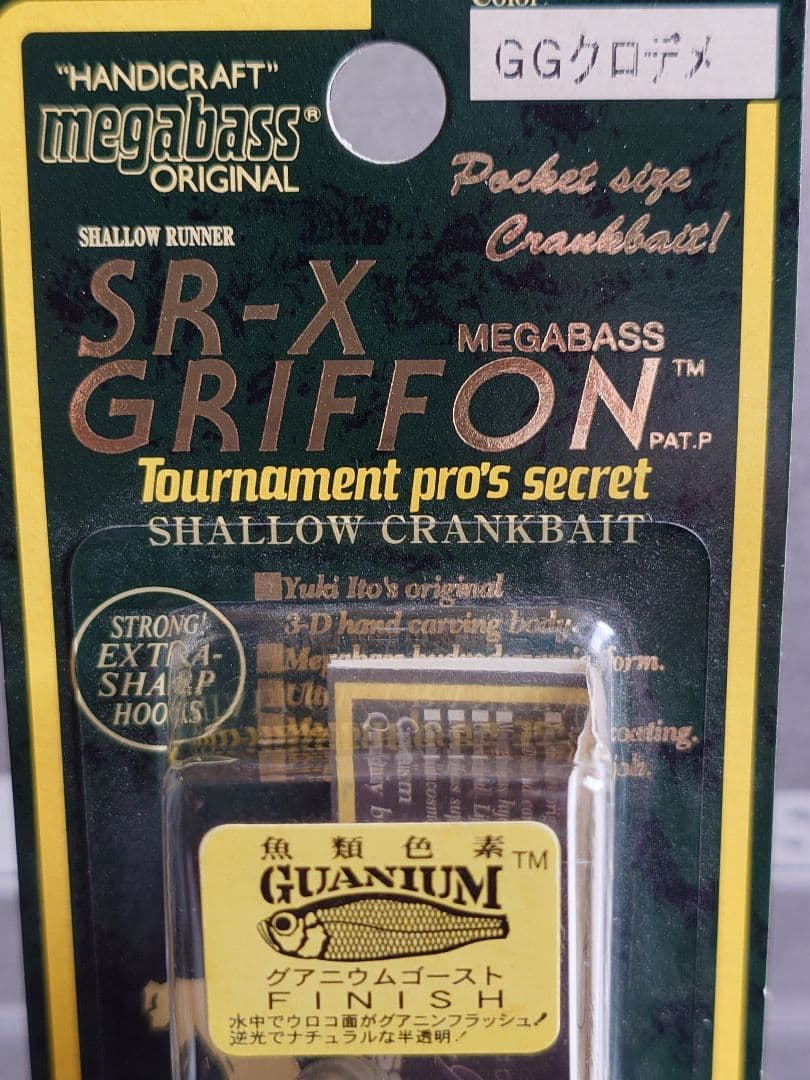 Color:
GGクロデメ
"HANDICRAFT"
megabass®
ORIGINAL
Pocket size
Crankbait!
SHALLOW RUNNER
SR-X
MEGABASS
GRIFFON™
PAT.P
Tournament pro's secret
SHALLOW CRANKBAIT
STRONG!
EXTRA-
SHARP
HOOKS
Yuki Ito's original
3-D hand carving body.
form.
coating.
魚類色素
GUANIUM™
グアニウムゴースト
FINISH
水中でウロコ面がグアニンフラッシュ!
逆光でナチュラルな半透明!